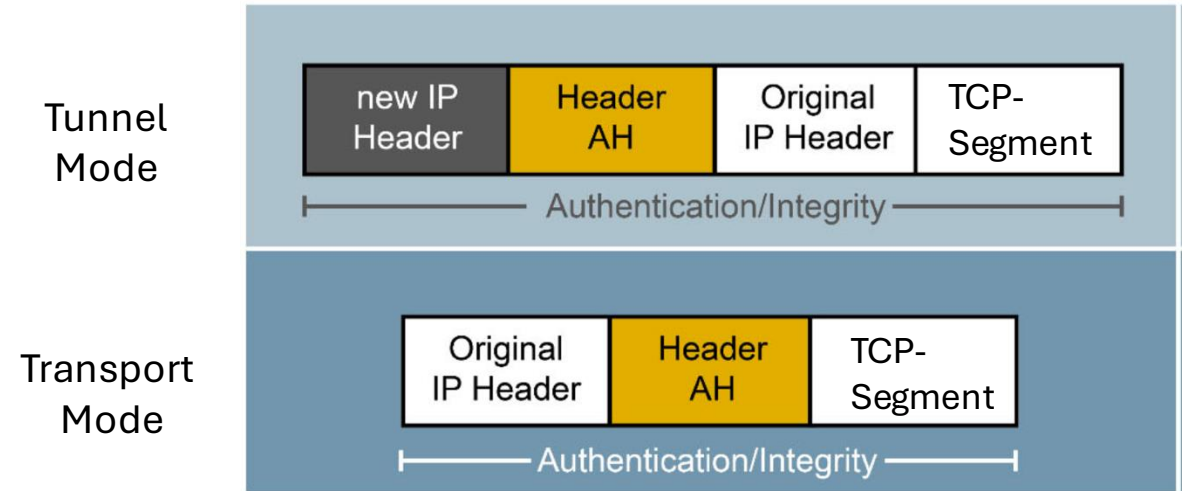 Tunnel
Mode
new IP
Header
Header
AH
Original
IP Header
TCP-
Segment
Authentication/Integrity
Transport
Mode
Original
IP Header
Header
AH
TCP-
Segment
Authentication/Integrity